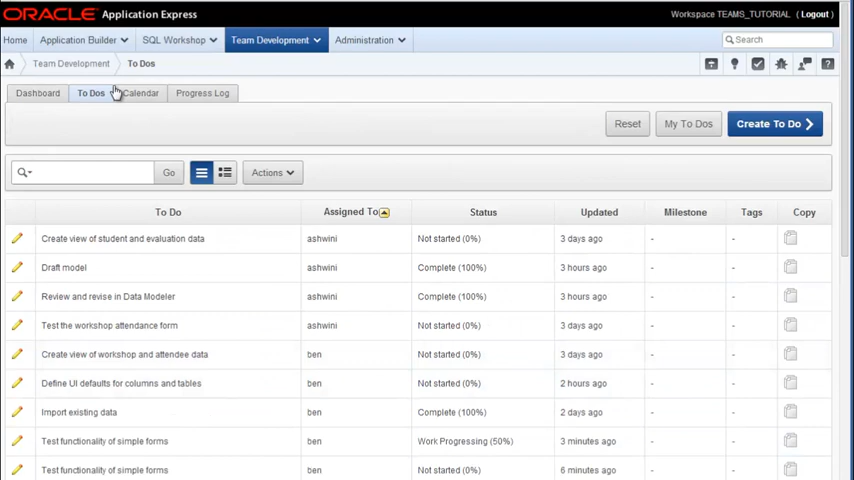 ORACLE Application Express
Workspace TEAMS_TUTORIAL (Logout)
Home Application Builder SQL Workshop Team Development Administration Search
Team Development To Dos
Dashboard To Dos Calendar Progress Log
Reset My To Dos Create To Do
Go Actions
To Do Assigned To Status Updated Milestone Tags Copy
Create view of student and evaluation data ashwini Not started (0%) 3 days ago - -
Draft model ashwini Complete (100%) 3 hours ago - -
Review and revise in Data Modeler ashwini Complete (100%) 3 hours ago - -
Test the workshop attendance form ashwini Not started (0%) 3 days ago - -
Create view of workshop and attendee data ben Not started (0%) 3 days ago - -
Define UI defaults for columns and tables ben Not started (0%) 2 hours ago - -
Import existing data ben Complete (100%) 2 days ago - -
Test functionality of simple forms ben Work Progressing (50%) 3 minutes ago - -
Test functionality of simple forms ben Not started (0%) 6 minutes ago - -